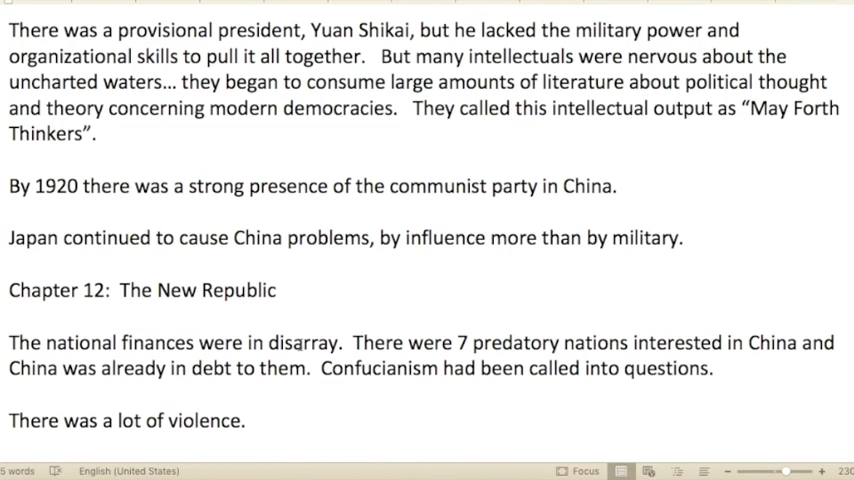 There was a provisional president, Yuan Shikai, but he lacked the military power and
organizational skills to pull it all together.   But many intellectuals were nervous about the
uncharted waters... they began to consume large amounts of literature about political thought
and theory concerning modern democracies.   They called this intellectual output as “May Forth
Thinkers”.
By 1920 there was a strong presence of the communist party in China.
Japan continued to cause China problems, by influence more than by military.
Chapter 12:  The New Republic
The national finances were in disarray.  There were 7 predatory nations interested in China and
China was already in debt to them.  Confucianism had been called into questions.
There was a lot of violence.
5 words English (United States) Focus 230